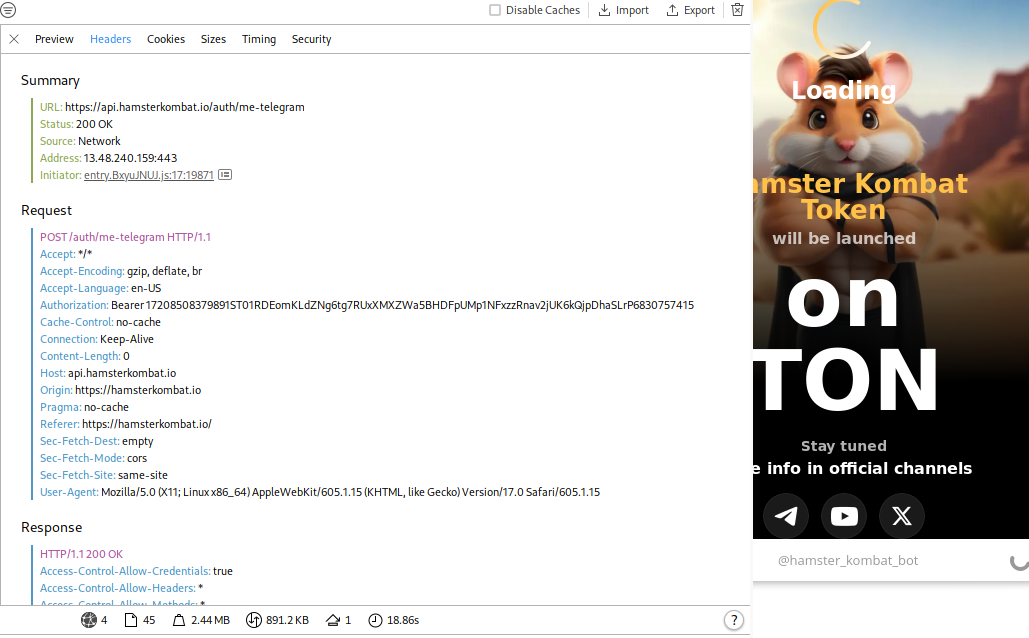 Disable Caches Import Export
Preview Headers Cookies Sizes Timing Security
Summary
URL: https://api.hamsterkombat.io/auth/me-telegram
Status: 200 OK
Source: Network
Address: 13.48.240.159:443
Initiator: entry.BxyuJNUJ.js:17:19871
Request
POST /auth/me-telegram HTTP/1.1
Accept: */*
Accept-Encoding: gzip, deflate, br
Accept-Language: en-US
Authorization: Bearer 17208508379891ST01RDEomKLdZNg6tg7RUxXMXZWa5BHDFpUMp1NFxzzRnav2jUK6kQjpDhaSLrP6830757415
Cache-Control: no-cache
Connection: Keep-Alive
Content-Length: 0
Host: api.hamsterkombat.io
Origin: https://hamsterkombat.io
Pragma: no-cache
Referer: https://hamsterkombat.io/
Sec-Fetch-Dest: empty
Sec-Fetch-Mode: cors
Sec-Fetch-Site: same-site
User-Agent: Mozilla/5.0 (X11; Linux x86_64) AppleWebKit/605.1.15 (KHTML, like Gecko) Version/17.0 Safari/605.1.15
Response
HTTP/1.1 200 OK
Access-Control-Allow-Credentials: true
Access-Control-Allow-Headers: *
Access-Control-Allow-Methods: *
4 45 2.44 MB 891.2 KB 1 18.86s ?
Loading
amster Kombat
Token
will be launched
on
TON
Stay tuned
e info in official channels
@hamster_kombat_bot